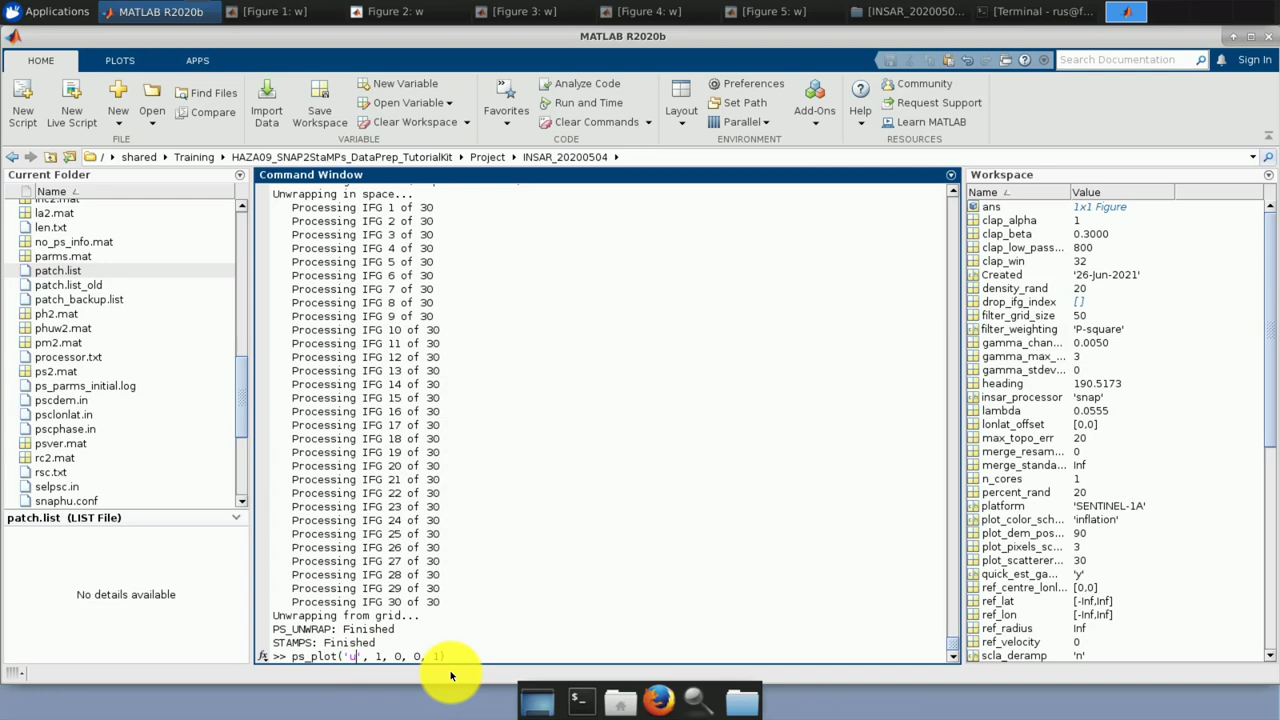 Applications MATLAB R2020b [Figure 1: w] Figure 2: w] [Figure 3: w] [Figure 4: w] [Figure 5: w] [INSAR_2020050... [Terminal - rus@f...
MATLAB R2020b
HOME PLOTS APPS Search Documentation Sign In
New Script
New Live Script
New
Open
Find Files
Compare
FILE
Import Data
Save Workspace
New Variable
Open Variable
Clear Workspace
VARIABLE
Favorites
Analyze Code
Run and Time
Clear Commands
CODE
Layout
Preferences
Set Path
Parallel
ENVIRONMENT
Add-Ons
Help
Community
Request Support
Learn MATLAB
RESOURCES
/ shared Training HAZA09_SNAP2StaMPs_DataPrep_TutorialKit Project INSAR_20200504
Current Folder
Name
la2.mat
len.txt
no_ps_info.mat
parms.mat
patch.list
patch.list_old
patch_backup.list
ph2.mat
phuw2.mat
pm2.mat
processor.txt
ps2.mat
ps_parms_initial.log
pscdem.in
psclonlat.in
pscphase.in
psver.mat
rc2.mat
rsc.txt
selpsc.in
snaphu.conf
patch.list (LIST File)
No details available
Command Window
Unwrapping in space...
Processing IFG 1 of 30
Processing IFG 2 of 30
Processing IFG 3 of 30
Processing IFG 4 of 30
Processing IFG 5 of 30
Processing IFG 6 of 30
Processing IFG 7 of 30
Processing IFG 8 of 30
Processing IFG 9 of 30
Processing IFG 10 of 30
Processing IFG 11 of 30
Processing IFG 12 of 30
Processing IFG 13 of 30
Processing IFG 14 of 30
Processing IFG 15 of 30
Processing IFG 16 of 30
Processing IFG 17 of 30
Processing IFG 18 of 30
Processing IFG 19 of 30
Processing IFG 20 of 30
Processing IFG 21 of 30
Processing IFG 22 of 30
Processing IFG 23 of 30
Processing IFG 24 of 30
Processing IFG 25 of 30
Processing IFG 26 of 30
Processing IFG 27 of 30
Processing IFG 28 of 30
Processing IFG 29 of 30
Processing IFG 30 of 30
Unwrapping from grid...
PS_UNWRAP: Finished
STAMPS: Finished
fx >> ps_plot('u', 1, 0, 0, 1)
Workspace
Name Value
ans 1x1 Figure
clap_alpha 1
clap_beta 0.3000
clap_low_pass... 800
clap_win 32
Created '26-Jun-2021'
density_rand 20
drop_ifg_index []
filter_grid_size 50
filter_weighting 'P-square'
gamma_chan... 0.0050
gamma_max_... 3
gamma_stdev... 0
heading 190.5173
insar_processor 'snap'
lambda 0.0555
lonlat_offset [0,0]
max_topo_err 20
merge_resam... 0
merge_standa... Inf
n_cores 1
percent_rand 20
platform 'SENTINEL-1A'
plot_color_sch... 'inflation'
plot_dem_pos... 90
plot_pixels_sc... 3
plot_scatterer... 30
quick_est_ga... 'y'
ref_centre_lonl... [0,0]
ref_lat [-Inf,Inf]
ref_lon [-Inf,Inf]
ref_radius Inf
ref_velocity 0
scla_deramp 'n'